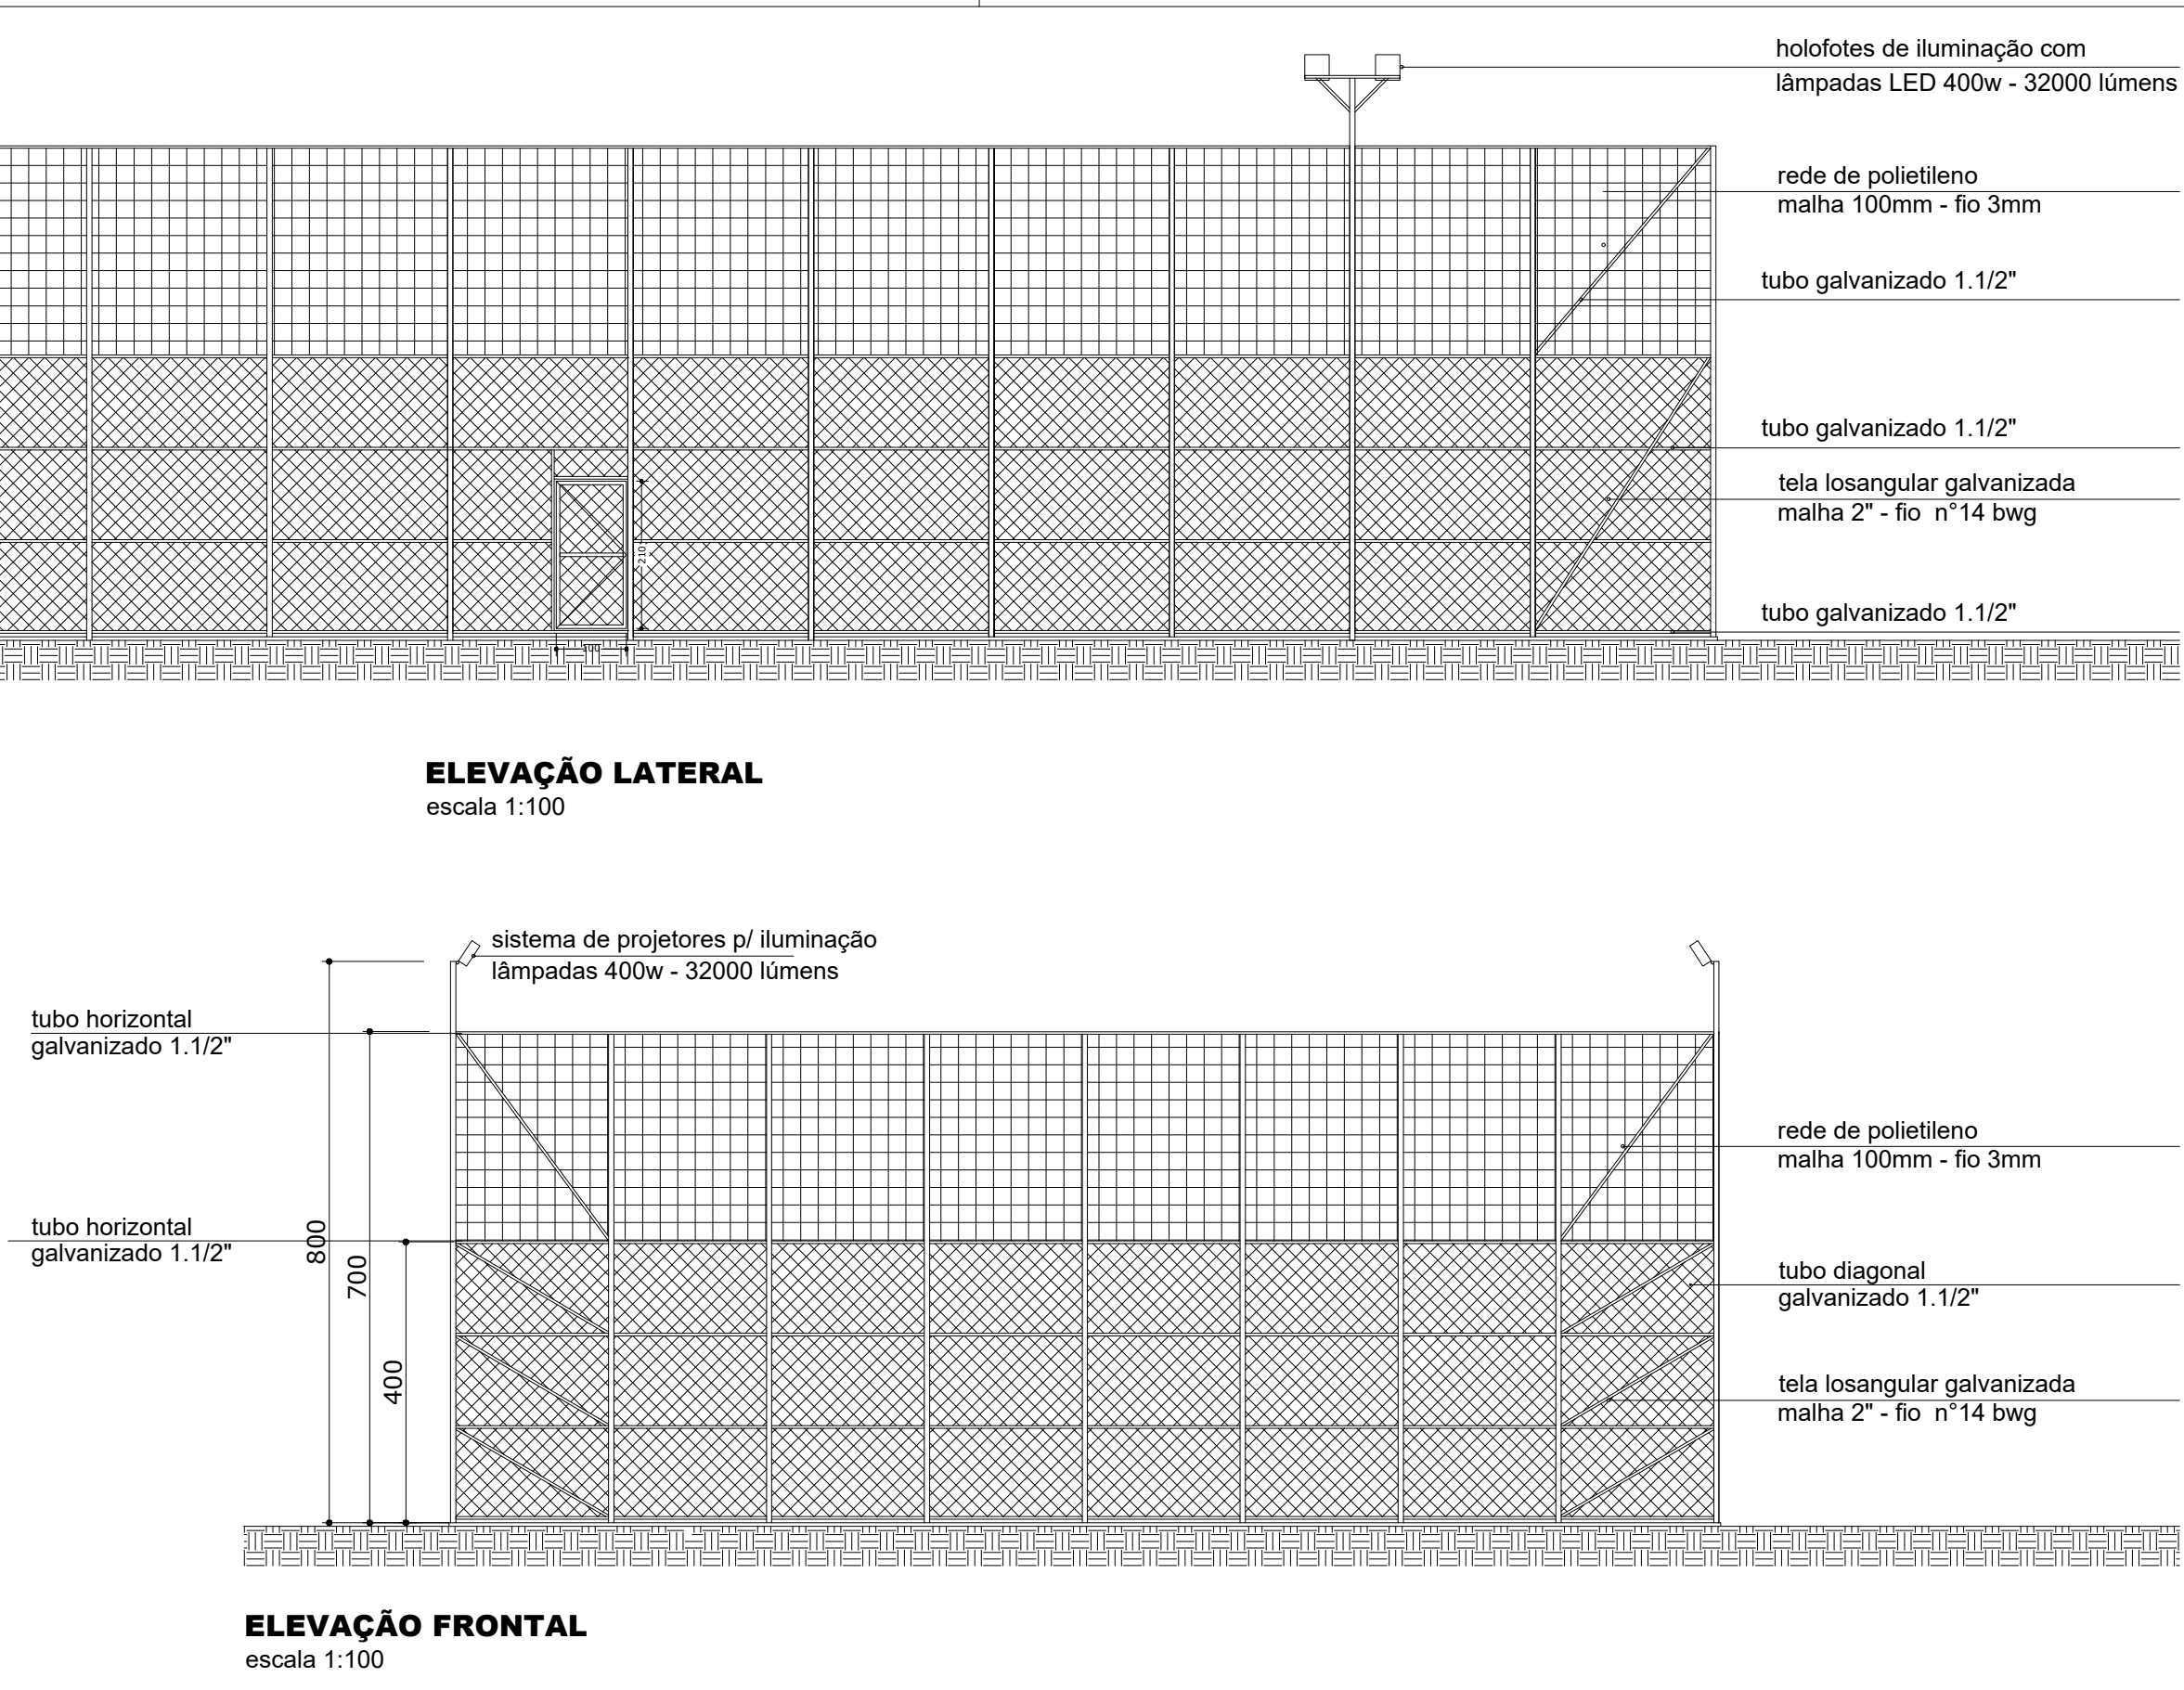 holofotes de iluminação com
lâmpadas LED 400w - 32000 lúmens
rede de polietileno
malha 100mm - fio 3mm
tubo galvanizado 1.1/2"
tubo galvanizado 1.1/2"
tela losangular galvanizada
malha 2" - fio  n°14 bwg
2.10
tubo galvanizado 1.1/2"
100
ELEVAÇÃO LATERAL
escala 1:100
sistema de projetores p/ iluminação
lâmpadas 400w - 32000 lúmens
tubo horizontal
galvanizado 1.1/2"
rede de polietileno
malha 100mm - fio 3mm
tubo horizontal
galvanizado 1.1/2"
800
700
400
tubo diagonal
galvanizado 1.1/2"
tela losangular galvanizada
malha 2" - fio  n°14 bwg
ELEVAÇÃO FRONTAL
escala 1:100